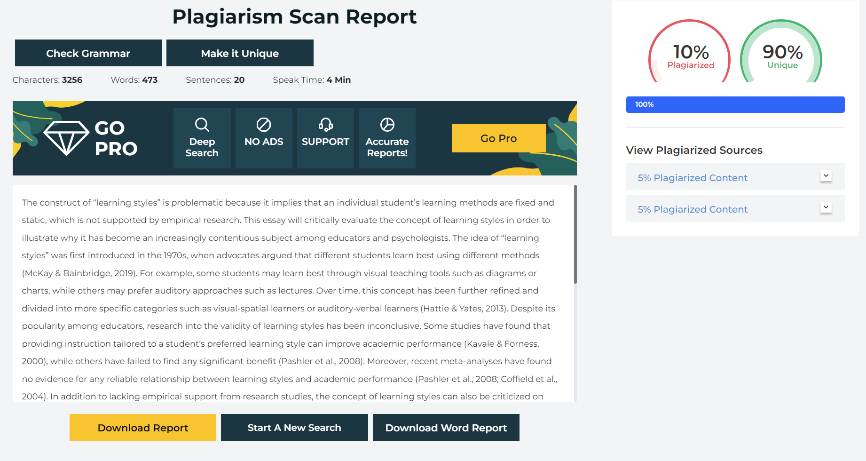 Plagiarism Scan Report
Check Grammar
Make it Unique
Characters: 3256 Words: 473 Sentences: 20 Speak Time: 4 Min
GO PRO
Deep Search
NO ADS
SUPPORT
Accurate Reports!
Go Pro
The construct of “learning styles” is problematic because it implies that an individual student’s learning methods are fixed and
static, which is not supported by empirical research. This essay will critically evaluate the concept of learning styles in order to
illustrate why it has become an increasingly contentious subject among educators and psychologists. The idea of “learning
styles” was first introduced in the 1970s, when advocates argued that different students learn best using different methods
(McKay & Bainbridge, 2019). For example, some students may learn best through visual teaching tools such as diagrams or
charts, while others may prefer auditory approaches such as lectures. Over time, this concept has been further refined and
divided into more specific categories such as visual-spatial learners or auditory-verbal learners (Hattie & Yates, 2013). Despite its
popularity among educators, research into the validity of learning styles has been inconclusive. Some studies have found that
providing instruction tailored to a student's preferred learning style can improve academic performance (Kavale & Forness,
2000), while others have failed to find any significant benefit (Pashler et al., 2008). Moreover, recent meta-analyses have found
no evidence for any reliable relationship between learning styles and academic performance (Pashler et al., 2008; Coffield et al.,
2004). In addition to lacking empirical support from research studies, the concept of learning styles can also be criticized on
Download Report
Start A New Search
Download Word Report
10%
Plagiarized
90%
Unique
100%
View Plagiarized Sources
5% Plagiarized Content
5% Plagiarized Content